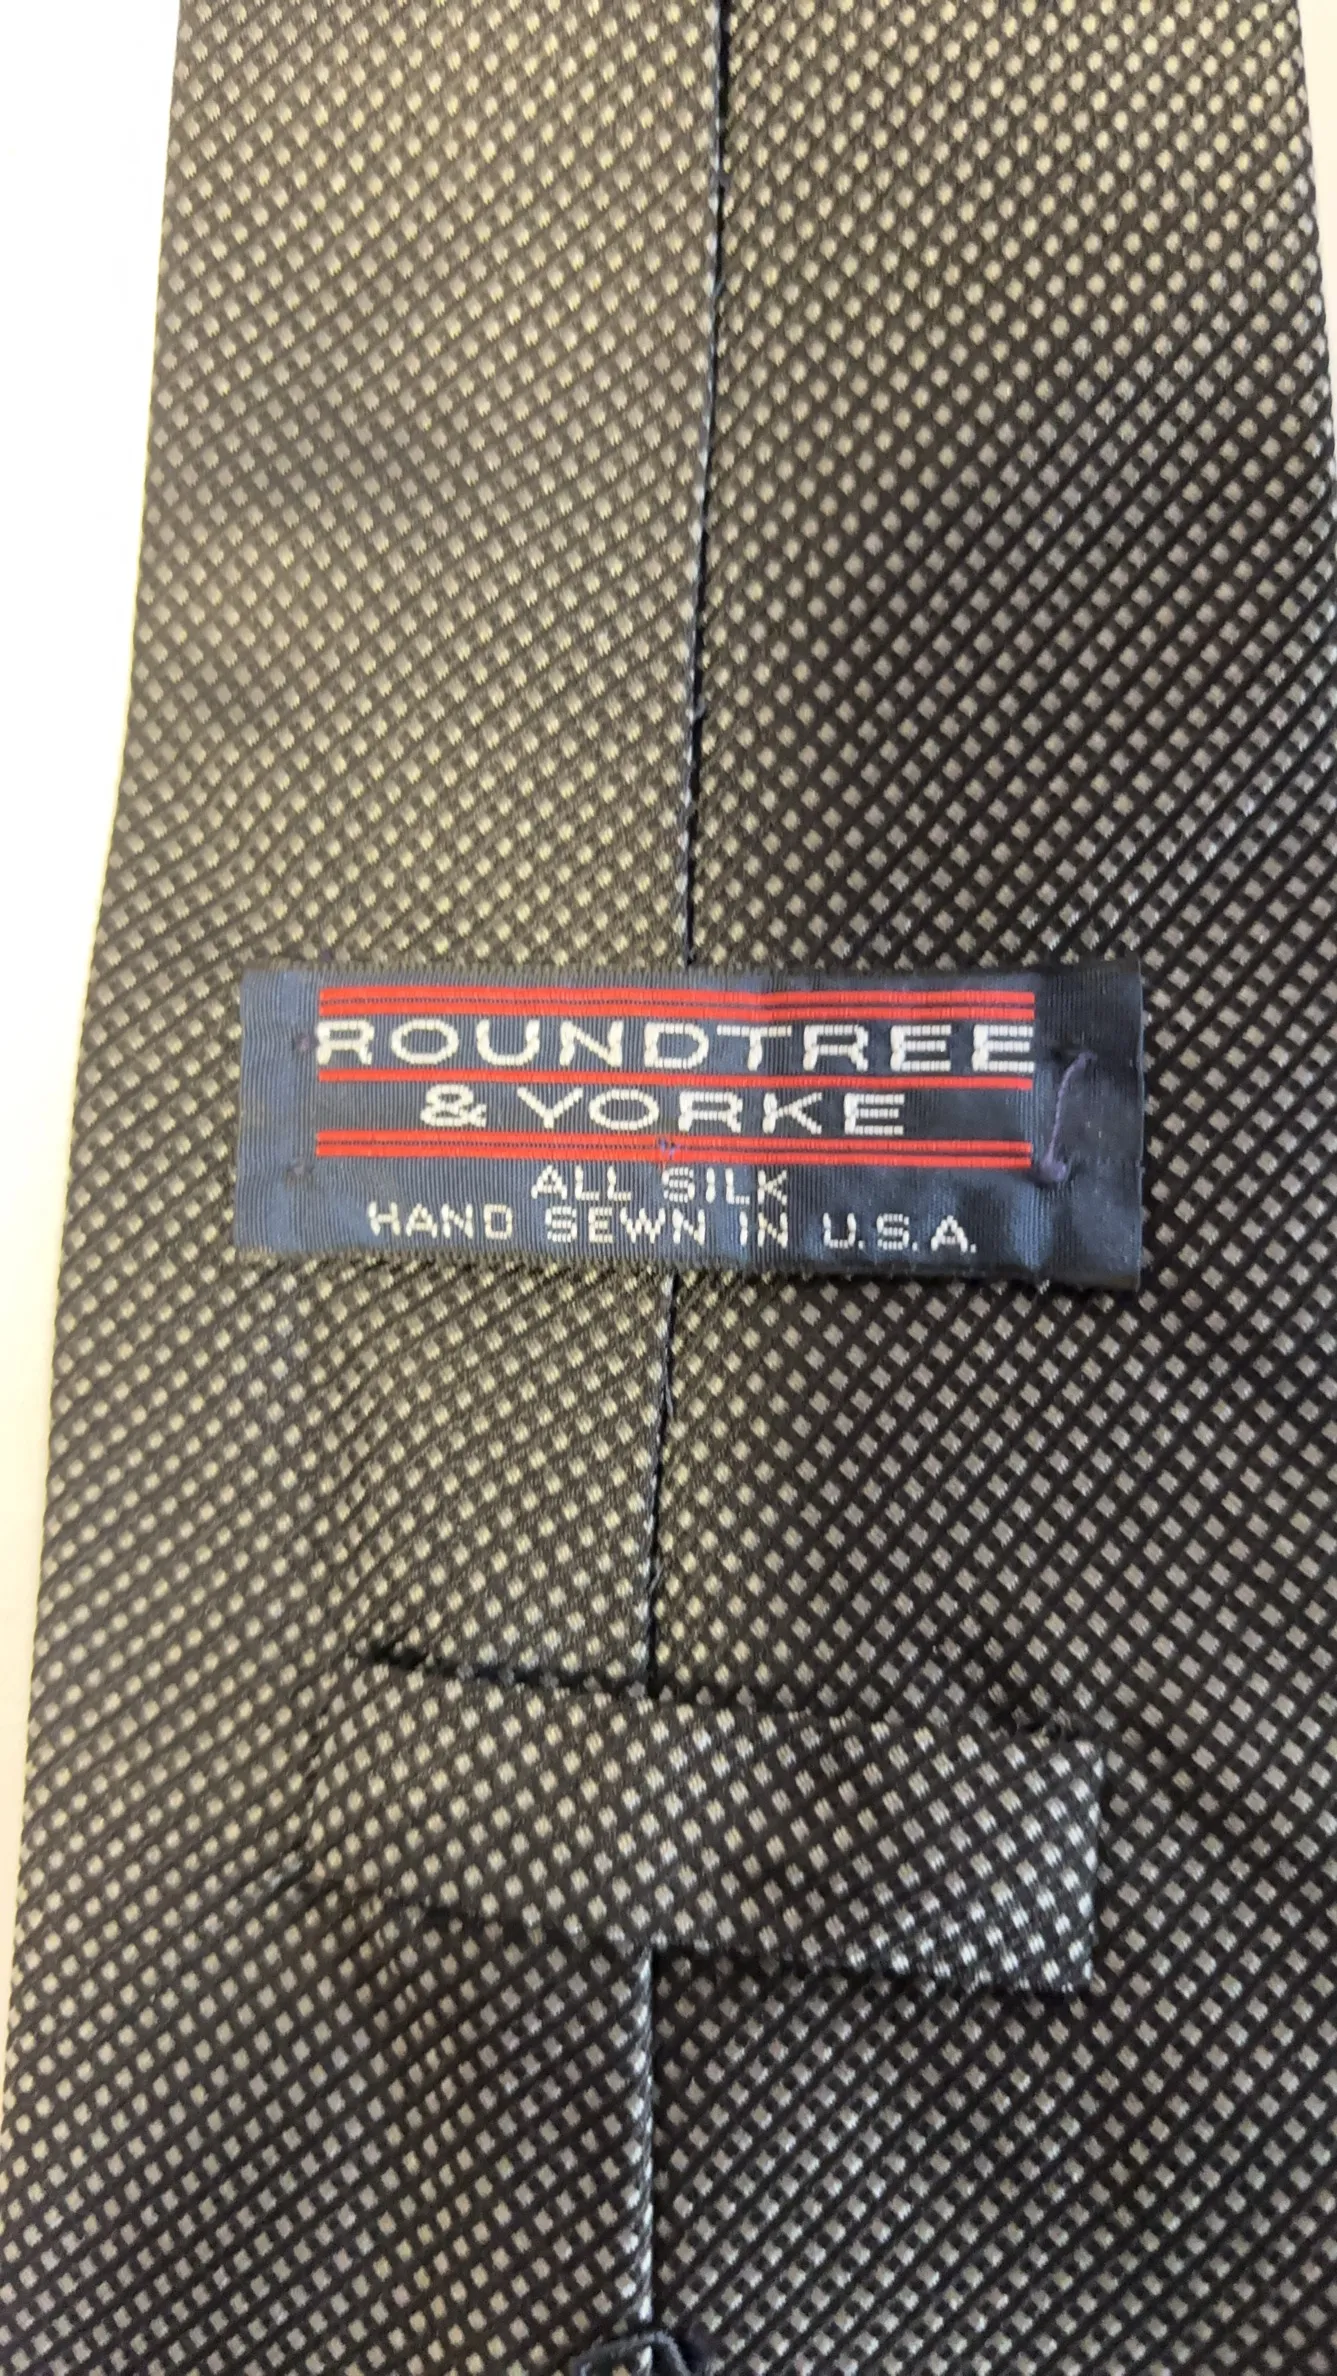 ROUNDTREE
& YORKE
ALL SILK
HAND SEWN IN U.S.A.